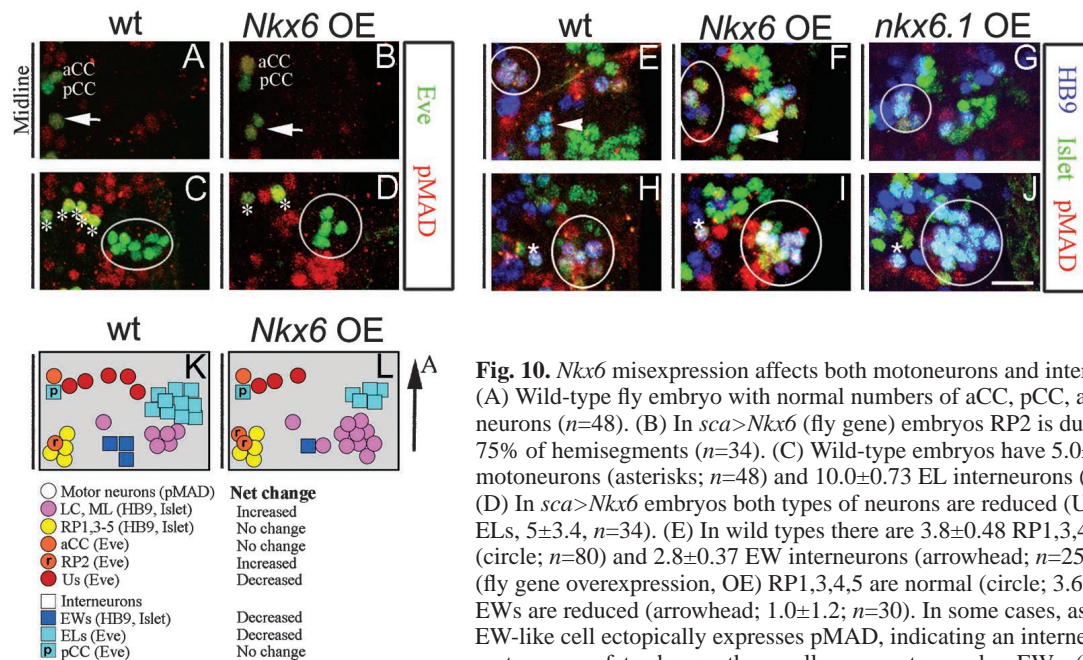 wt
Nkx6 OE
wt
Nkx6 OE
nkx6.1 OE
Midline
A
aCC
pCC
B
aCC
pCC
Eve pMAD
E
F
G
HB9 Islet pMAD
C
* * * * *
D
* *
H
*
I
*
J
*
wt
Nkx6 OE
K
p
r
L
p
r
r
A
Motor neurons (pMAD) Net change
LC, ML (HB9, Islet) Increased
RP1,3-5 (HB9, Islet) No change
aCC (Eve) No change
r RP2 (Eve) Increased
Us (Eve) Decreased
Interneurons
EWs (HB9, Islet) Decreased
ELs (Eve) Decreased
p pCC (Eve) No change
Fig. 10. Nkx6 misexpression affects both motoneurons and inter
(A) Wild-type fly embryo with normal numbers of aCC, pCC, a
neurons (n=48). (B) In sca>Nkx6 (fly gene) embryos RP2 is du
75% of hemisegments (n=34). (C) Wild-type embryos have 5.0±
motoneurons (asterisks; n=48) and 10.0±0.73 EL interneurons (
(D) In sca>Nkx6 embryos both types of neurons are reduced (U
ELs, 5±3.4, n=34). (E) In wild types there are 3.8±0.48 RP1,3,4
(circle; n=80) and 2.8±0.37 EW interneurons (arrowhead; n=25
(fly gene overexpression, OE) RP1,3,4,5 are normal (circle; 3.6
EWs are reduced (arrowhead; 1.0±1.2; n=30). In some cases, as
EW-like cell ectopically expresses pMAD, indicating an interne